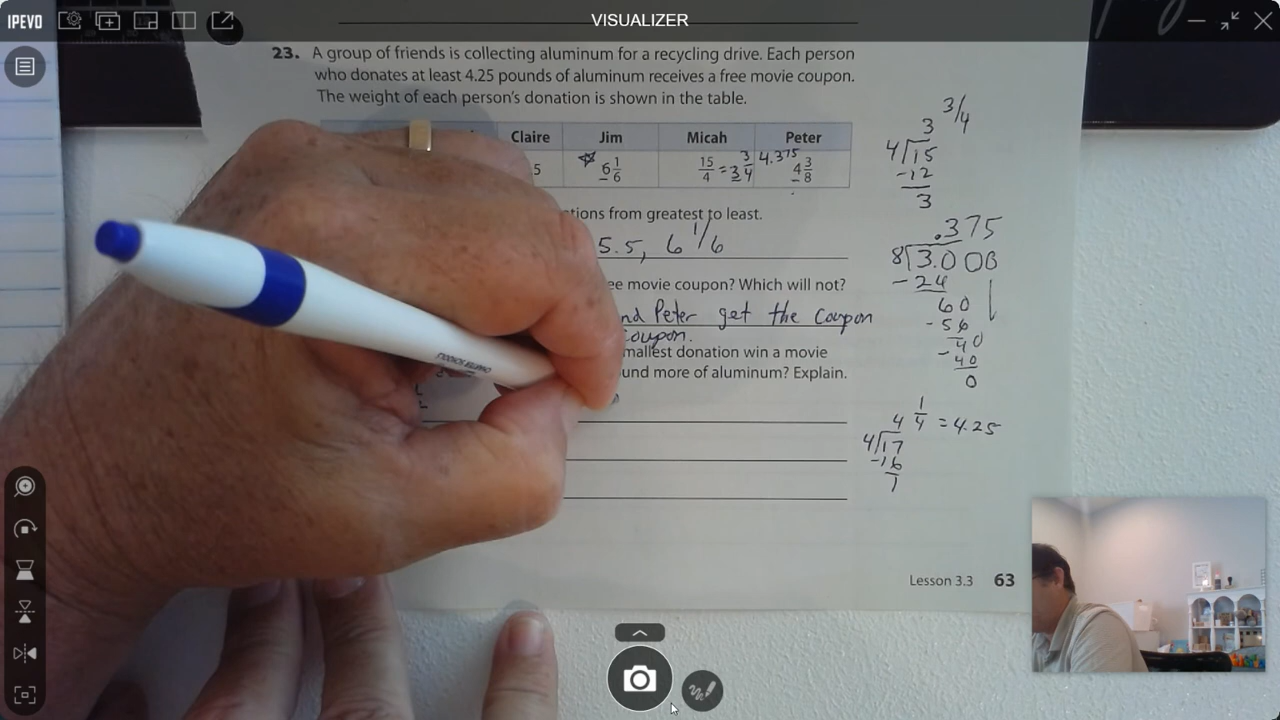 IPEVO
VISUALIZER
23. A group of friends is collecting aluminum for a recycling drive. Each person
who donates at least 4.25 pounds of aluminum receives a free movie coupon.
The weight of each person's donation is shown in the table.
Claire Jim Micah Peter
5 6 1/6 15/4 = 3 3/4 4.375 4 3/8
tions from greatest to least.
5.5, 6 1/6
ee movie coupon? Which will not?
nd Peter get the coupon
coupon.
mallest donation win a movie
und more of aluminum? Explain.
3 3/4
4/15
-12
3
.375
8/3.000
-24
60
-56
40
-40
0
4 1/4 = 4.25
4/17
-16
1
Lesson 3.3 63